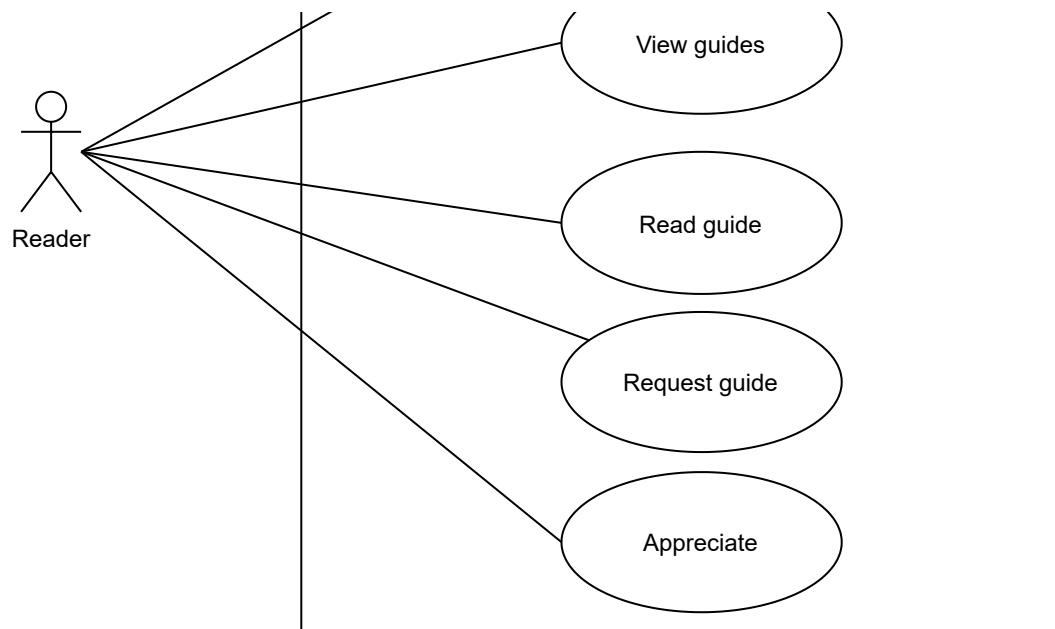 View guides
Reader
Read guide
Request guide
Appreciate